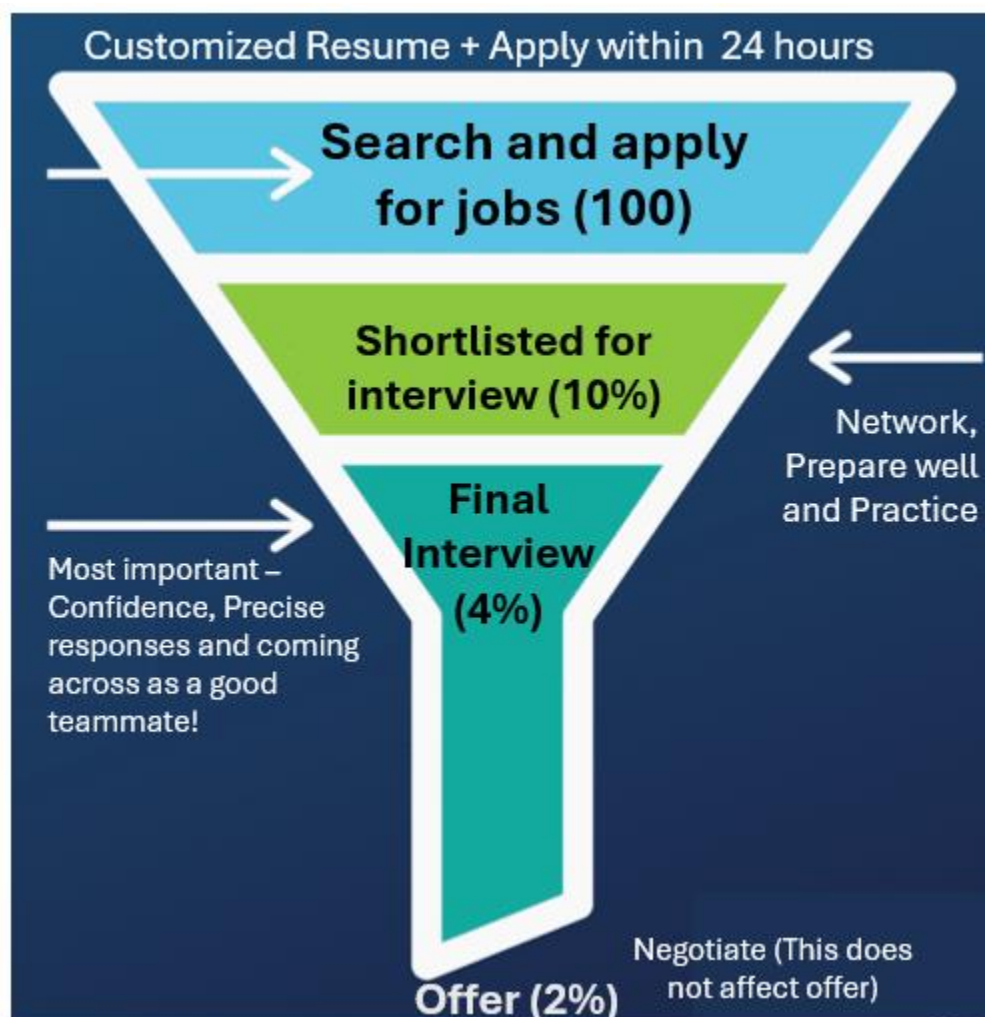 Customized Resume + Apply within 24 hours
Search and apply
for jobs (100)
Shortlisted for
interview (10%)
Network,
Prepare well
and Practice
Final
Interview
(4%)
Most important –
Confidence, Precise
responses and coming
across as a good
teammate!
Negotiate (This does
not affect offer)
Offer (2%)